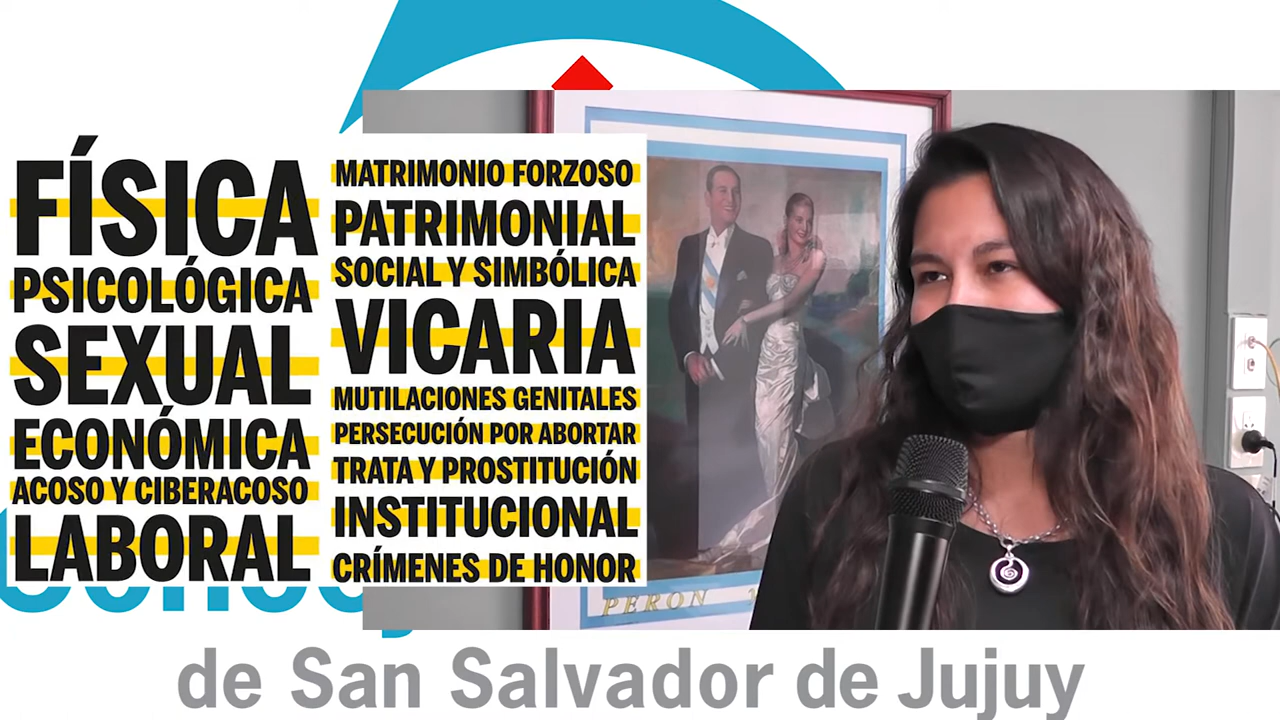 FÍSICA
PSICOLÓGICA
SEXUAL
ECONÓMICA
ACOSO Y CIBERACOSO
LABORAL
MATRIMONIO FORZOSO
PATRIMONIAL
SOCIAL Y SIMBÓLICA
VICARIA
MUTILACIONES GENITALES
PERSECUCIÓN POR ABORTAR
TRATA Y PROSTITUCIÓN
INSTITUCIONAL
CRÍMENES DE HONOR
PERON
de San Salvador de Jujuy